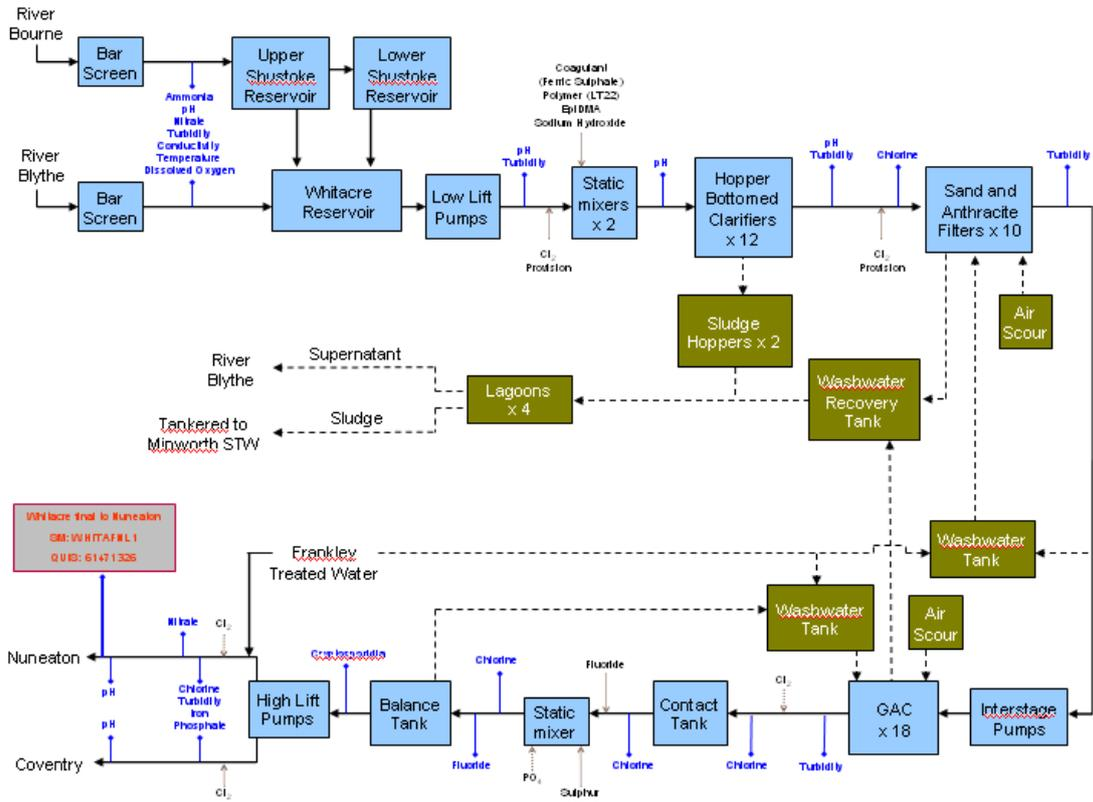 River
Bourne
Bar
Screen
Upper
Shustoke
Reservoir
Lower
Shustoke
Reservoir
Ammonia
pH
Nitrate
Turbidity
Conductivity
Temperature
Dissolved Oxygen
River
Blythe
Bar
Screen
Whitacre
Reservoir
Low Lift
Pumps
pH
Turbidity
Cl2
Provision
Coagulant
(Ferric Sulphate)
Polymer (LT22)
EpiDMA
Sodium Hydroxide
Static
mixers
x 2
pH
Hopper
Bottomed
Clarifiers
x 12
pH
Turbidity
Chlorine
Cl2
Provision
Sand and
Anthracite
Filters x 10
Turbidity
Air
Scour
Sludge
Hoppers x 2
Washwater
Recovery
Tank
Lagoons
x 4
Supernatant
River
Blythe
Sludge
Tankered to
Minworth STW
Whitacre final to Nuneaton
SM: WHITAFNL1
QUIS: 61471326
Frankley
Treated Water
Washwater
Tank
Washwater
Tank
Air
Scour
Nuneaton
Nitrate
Cl2
pH
Chlorine
Turbidity
Iron
Phosphate
pH
Coventry
Cl2
High Lift
Pumps
Cryptosporidia
Balance
Tank
Chlorine
Fluoride
Fluoride
Static
mixer
PO4
Sulphur
Chlorine
Contact
Tank
Cl2
Chlorine
Turbidity
GAC
x 18
Interstage
Pumps